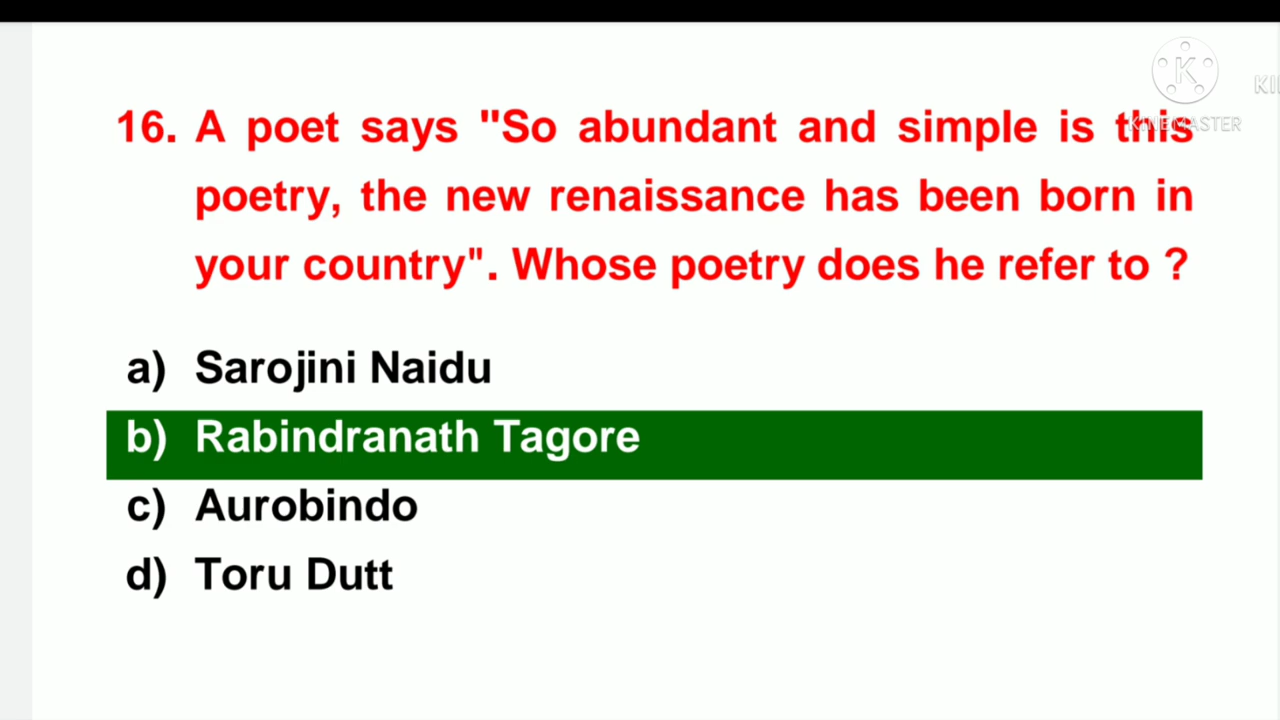 KINEMASTER
16. A poet says "So abundant and simple is this
poetry, the new renaissance has been born in
your country". Whose poetry does he refer to ?
a) Sarojini Naidu
b) Rabindranath Tagore
c) Aurobindo
d) Toru Dutt